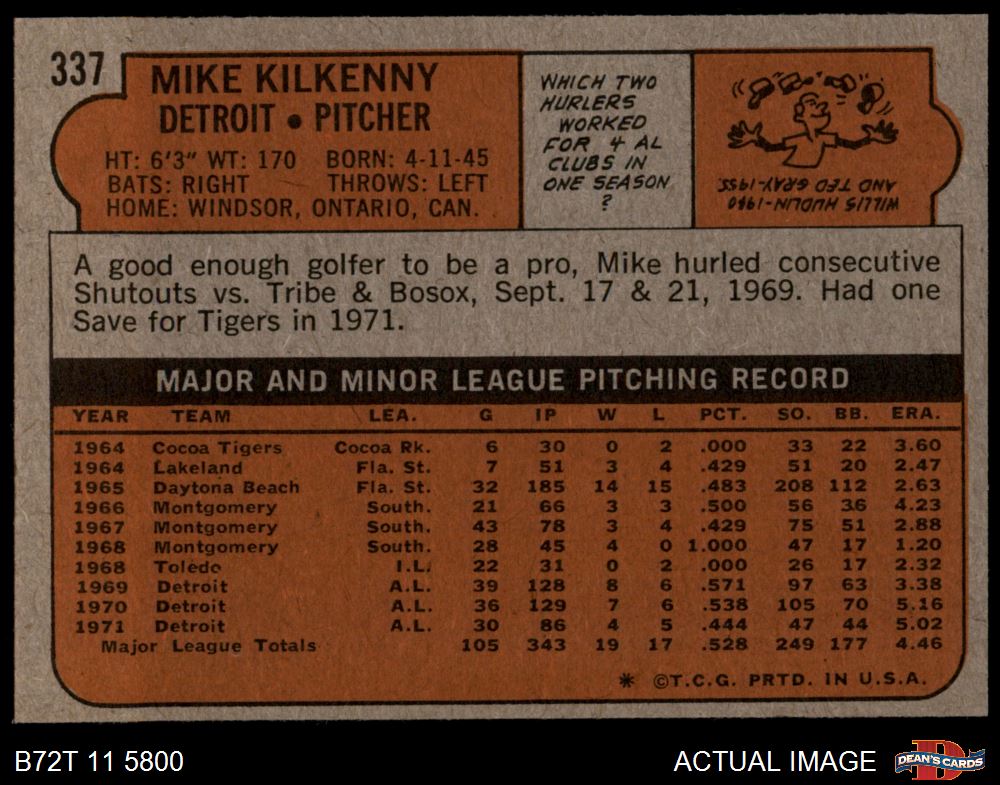 337
MIKE KILKENNY
DETROIT • PITCHER
HT: 6'3" WT: 170 BORN: 4-11-45
BATS: RIGHT THROWS: LEFT
HOME: WINDSOR, ONTARIO, CAN.
WHICH TWO
HURLERS
WORKED
FOR 4 AL
CLUBS IN
ONE SEASON
?
WILLIS HUDLIN-1940
AND TED GRAY-1955.
A good enough golfer to be a pro, Mike hurled consecutive
Shutouts vs. Tribe & Bosox, Sept. 17 & 21, 1969. Had one
Save for Tigers in 1971.
MAJOR AND MINOR LEAGUE PITCHING RECORD
YEAR TEAM LEA. G IP W L PCT. SO. BB. ERA.
1964 Cocoa Tigers Cocoa Rk. 6 30 0 2 .000 33 22 3.60
1964 Lakeland Fla. St. 7 51 3 4 .429 51 20 2.47
1965 Daytona Beach Fla. St. 32 185 14 15 .483 208 112 2.63
1966 Montgomery South. 21 66 3 3 .500 56 36 4.23
1967 Montgomery South. 43 78 3 4 .429 75 51 2.88
1968 Montgomery South. 28 45 4 0 1.000 47 17 1.20
1968 Toledo I.L. 22 31 0 2 .000 26 17 2.32
1969 Detroit A.L. 39 128 8 6 .571 97 63 3.38
1970 Detroit A.L. 36 129 7 6 .538 105 70 5.16
1971 Detroit A.L. 30 86 4 5 .444 47 44 5.02
Major League Totals 105 343 19 17 .528 249 177 4.46
* ©T.C.G. PRTD. IN U.S.A.
B72T 11 5800
ACTUAL IMAGE
DEAN'S CARDS